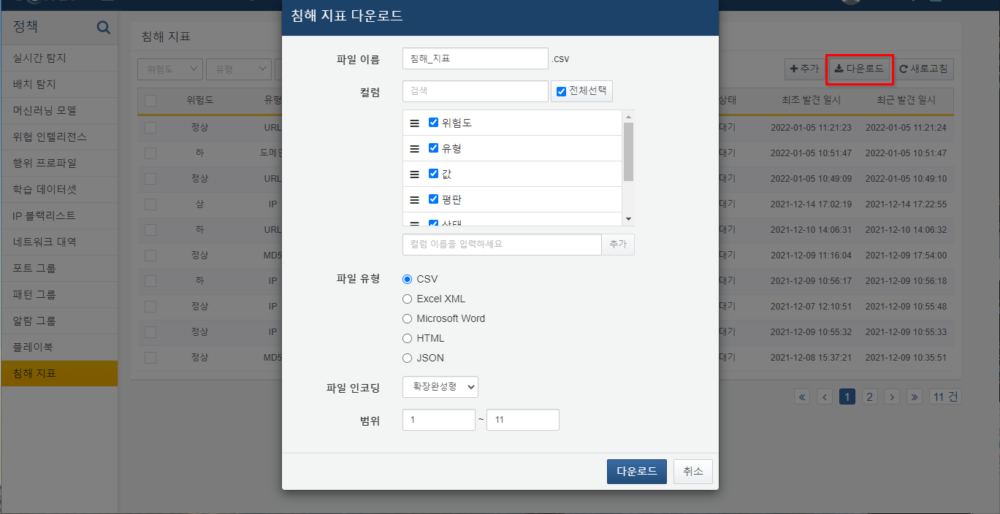 침해 지표 다운로드
정책
침해 지표
실시간 탐지
배치 탐지
머신러닝 모델
위협 인텔리전스
행위 프로파일
학습 데이터셋
IP 블랙리스트
네트워크 대역
포트 그룹
패턴 그룹
알람 그룹
플레이북
침해 지표
위험도 유형
추가 다운로드 새로고침
위험도 유형 상태 최초 발견 일시 최근 발견 일시
정상 URL 대기 2022-01-05 11:21:23 2022-01-05 11:21:24
하 도메인 대기 2022-01-05 10:51:47 2022-01-05 10:51:47
정상 URL 대기 2022-01-05 10:49:09 2022-01-05 10:49:10
상 IP 대기 2021-12-14 17:02:19 2021-12-14 17:22:55
하 URL 대기 2021-12-10 14:06:31 2021-12-10 14:06:32
정상 MD5 대기 2021-12-09 11:16:04 2021-12-09 17:54:00
하 IP 대기 2021-12-09 10:56:17 2021-12-09 10:56:18
정상 IP 대기 2021-12-07 12:10:51 2021-12-09 10:55:48
정상 IP 대기 2021-12-09 10:55:32 2021-12-09 10:55:33
정상 MD5 대기 2021-12-08 15:37:21 2021-12-09 10:35:51
« ‹ 1 2 › » 11 건
파일 이름 침해_지표 .csv
컬럼 검색 전체선택
위험도
유형
값
평판
상태
컬럼 이름을 입력하세요 추가
파일 유형 CSV
Excel XML
Microsoft Word
HTML
JSON
파일 인코딩 확장완성형
범위 1 ~ 11
다운로드 취소